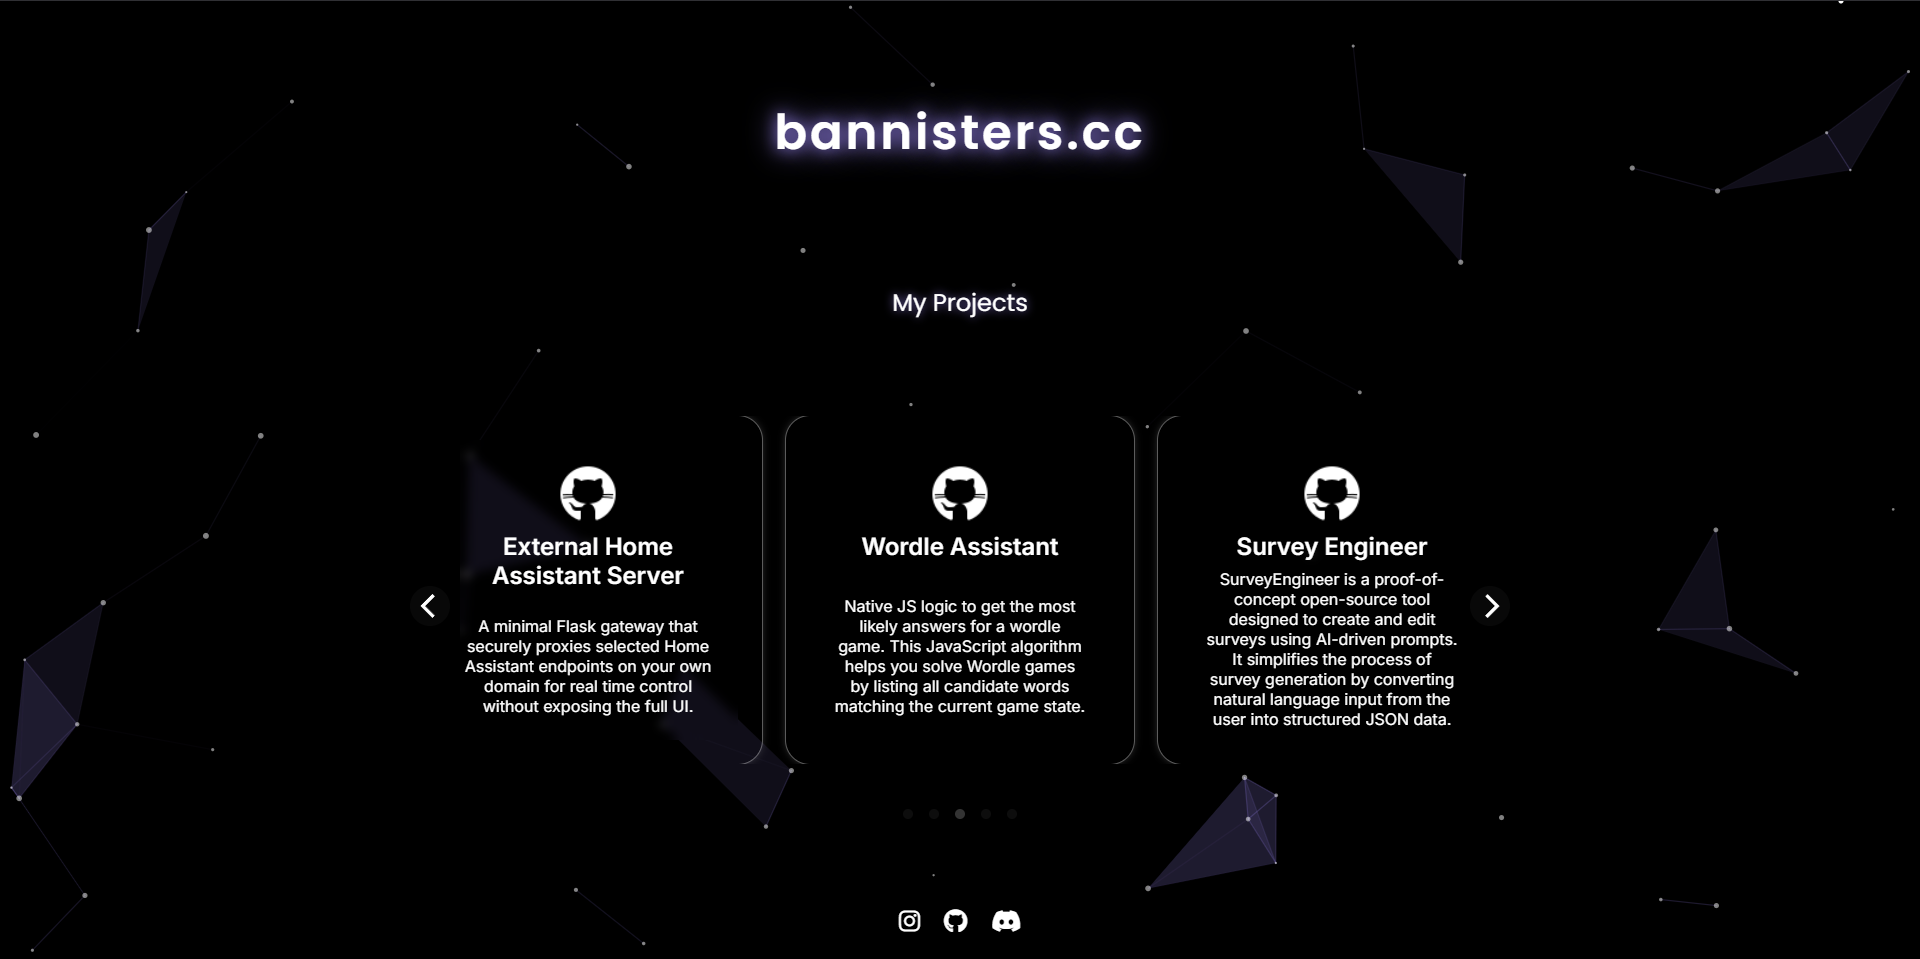 bannisters.cc
My Projects
External Home
Assistant Server
A minimal Flask gateway that
securely proxies selected Home
Assistant endpoints on your own
domain for real time control
without exposing the full UI.
Wordle Assistant
Native JS logic to get the most
likely answers for a wordle
game. This JavaScript algorithm
helps you solve Wordle games
by listing all candidate words
matching the current game state.
Survey Engineer
SurveyEngineer is a proof-of-
concept open-source tool
designed to create and edit
surveys using AI-driven prompts.
It simplifies the process of
survey generation by converting
natural language input from the
user into structured JSON data.